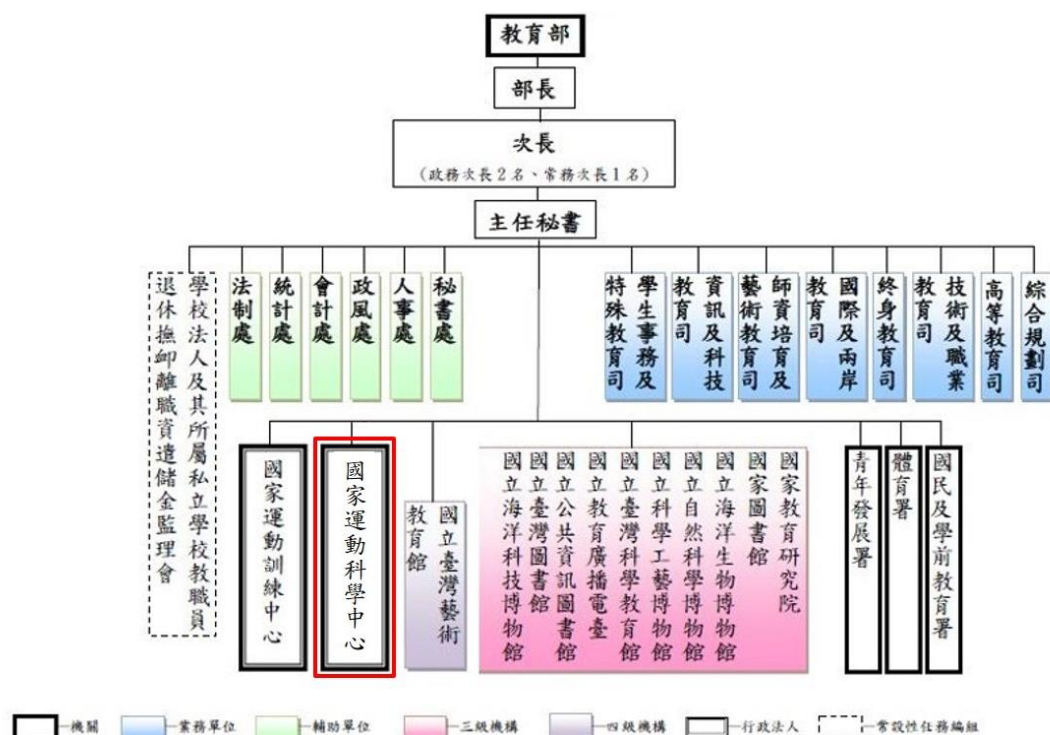 教育部
部長
次長
(政務次長2名、常務次長1名)
主任秘書
學校法人及其所屬私立學校教職員
退休撫卹離職資遣儲金監理會
法制處
統計處
會計處
政風處
人事處
秘書處
學生事務及
特殊教育司
資訊及科技
教育司
師資培育及
藝術教育司
國際及兩岸
教育司
終身教育司
技術及職業
教育司
高等教育司
綜合規劃司
國家運動訓練中心
國家運動科學中心
國立臺灣藝術
教育館
國立海洋科技博物館
國立臺灣圖書館
國立公共資訊圖書館
國立教育廣播電臺
國立臺灣科學教育館
國立科學工藝博物館
國立自然科學博物館
國立海洋生物博物館
國家圖書館
國家教育研究院
青年發展署
體育署
國民及學前教育署
機關
業務單位
輔助單位
三級機構
四級機構
行政法人
常設性任務編組